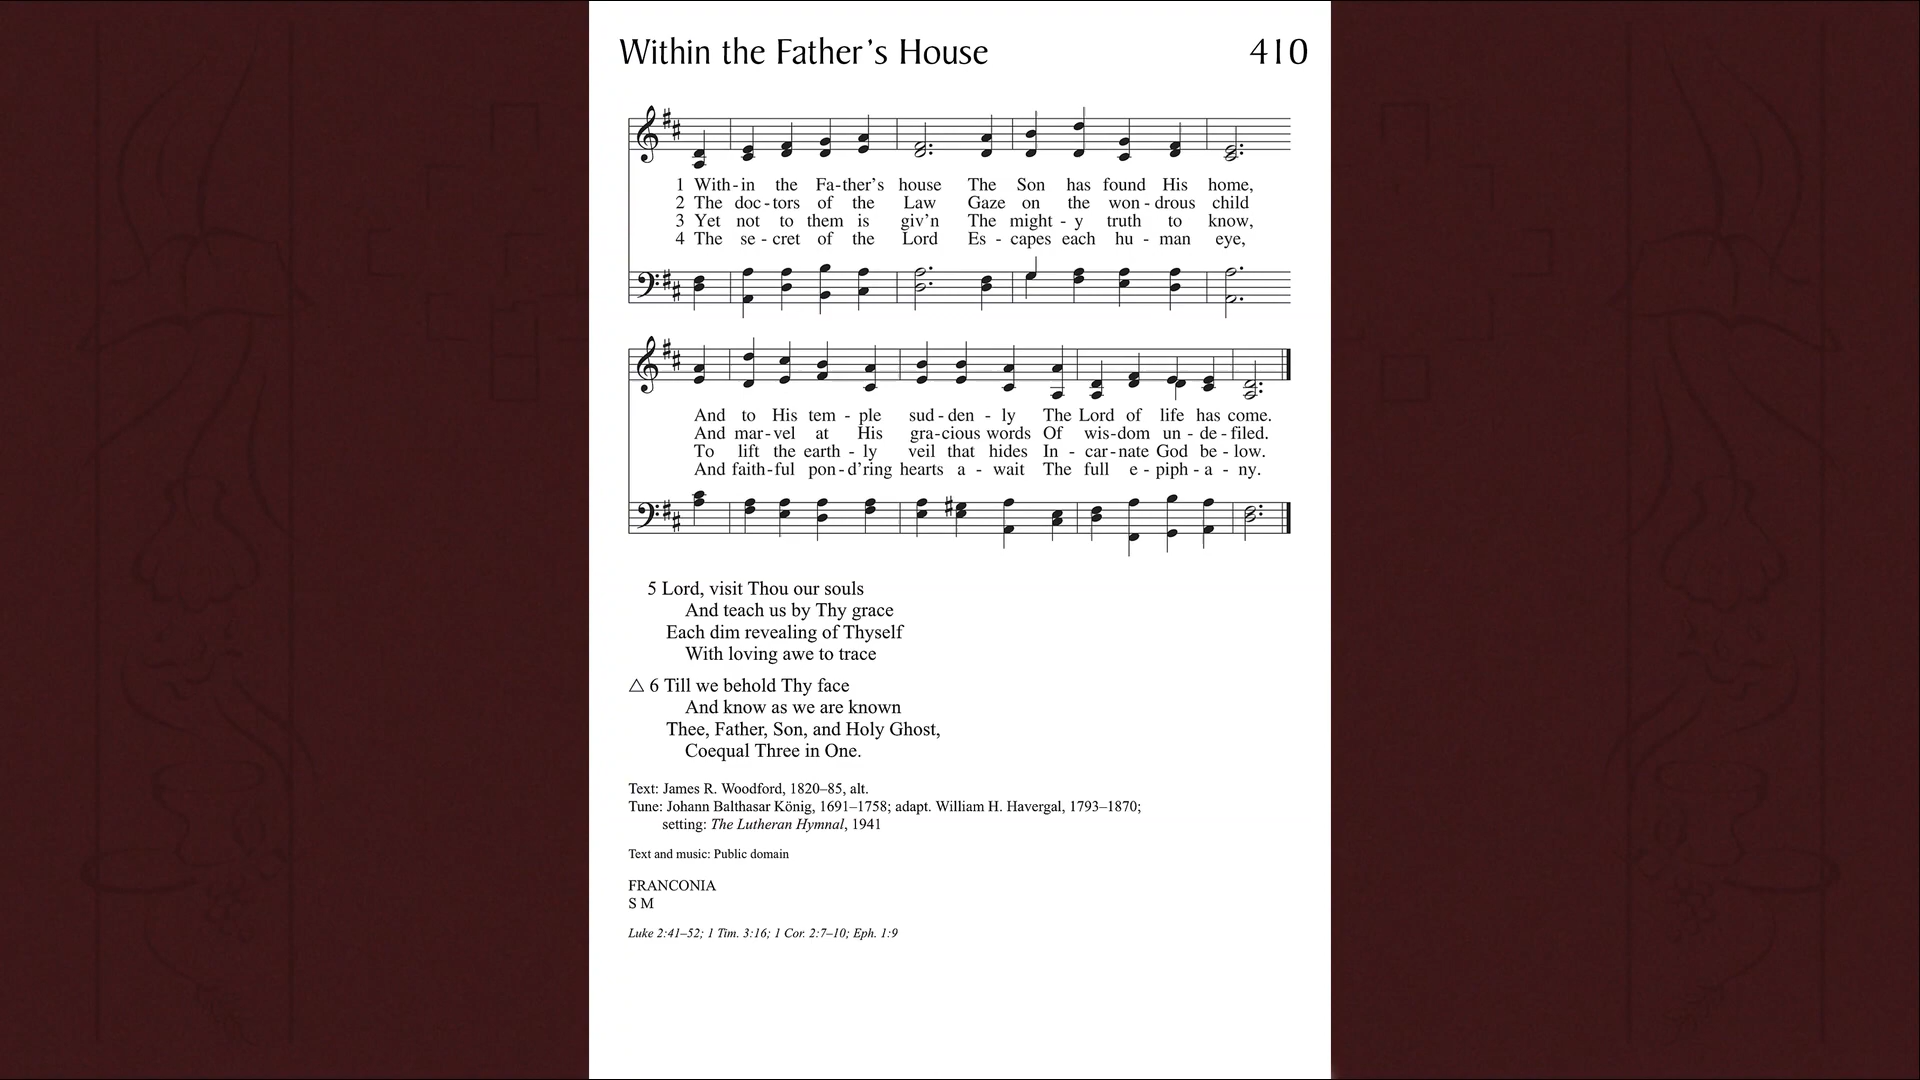 Within the Father's House 410
1 With-in the Fa-ther's house The Son has found His home,
2 The doc-tors of the Law Gaze on the won-drous child
3 Yet not to them is giv'n The might-y truth to know,
4 The se-cret of the Lord Es-capes each hu-man eye,
And to His tem-ple sud-den-ly The Lord of life has come.
And mar-vel at His gra-cious words Of wis-dom un-de-filed.
To lift the earth-ly veil that hides In-car-nate God be-low.
And faith-ful pon-d'ring hearts a-wait The full e-piph-a-ny.
5 Lord, visit Thou our souls
And teach us by Thy grace
Each dim revealing of Thyself
With loving awe to trace
△ 6 Till we behold Thy face
And know as we are known
Thee, Father, Son, and Holy Ghost,
Coequal Three in One.
Text: James R. Woodford, 1820–85, alt.
Tune: Johann Balthasar König, 1691–1758; adapt. William H. Havergal, 1793–1870;
setting: The Lutheran Hymnal, 1941
Text and music: Public domain
FRANCONIA
S M
Luke 2:41–52; 1 Tim. 3:16; 1 Cor. 2:7–10; Eph. 1:9